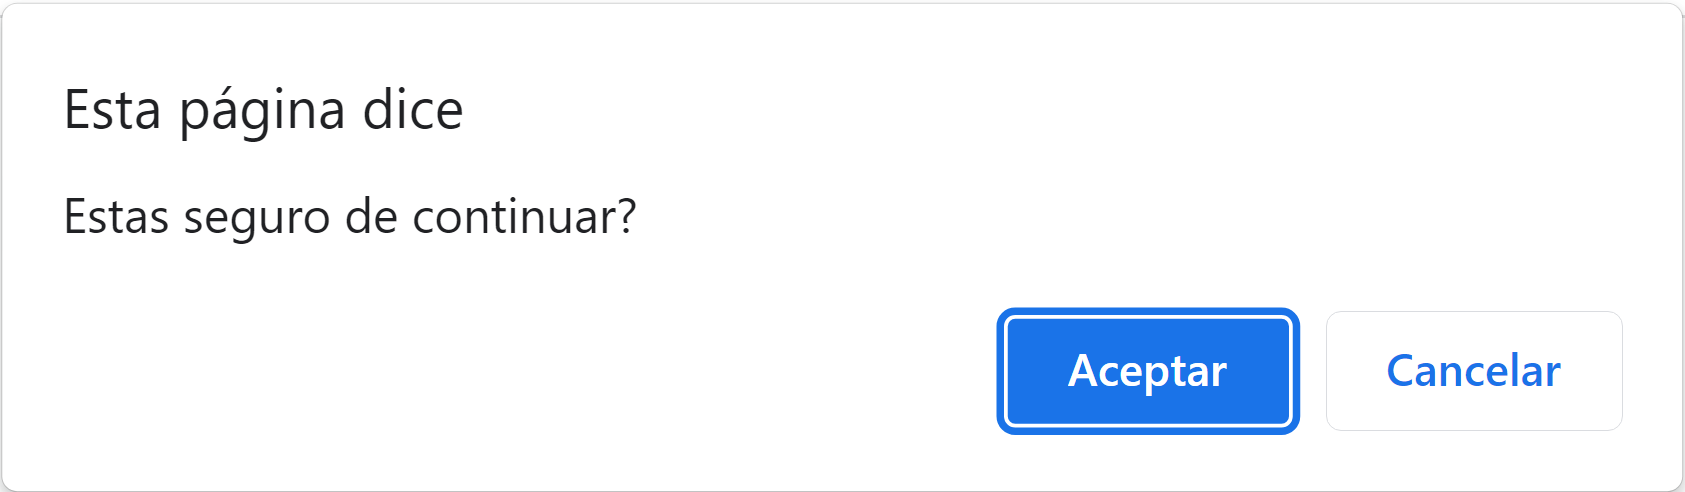 Esta página dice
Estas seguro de continuar?
Aceptar
Cancelar